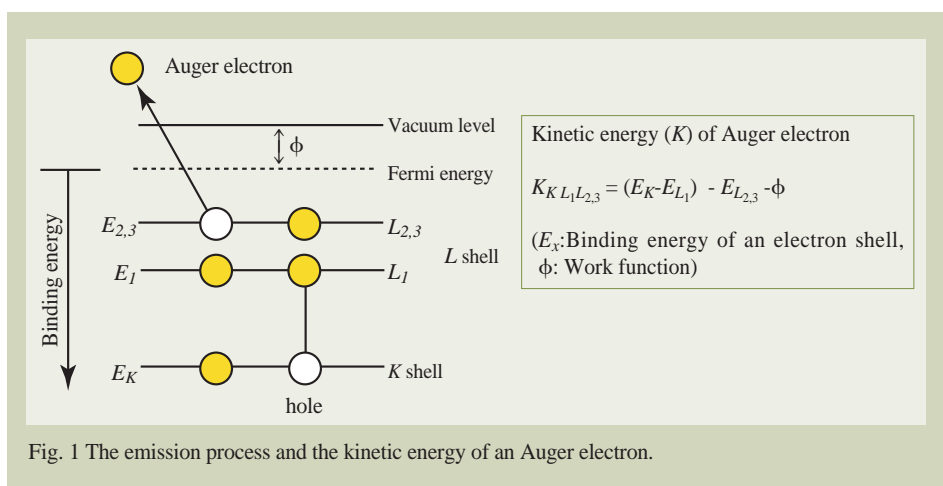 Auger electron
Vacuum level
ϕ
Fermi energy
Binding energy
E2,3
L2,3
L shell
E1
L1
EK
K shell
hole
Kinetic energy (K) of Auger electron
K K L1L2,3 = (EK-EL1) - EL2,3 -ϕ
(Ex:Binding energy of an electron shell,
ϕ: Work function)
Fig. 1 The emission process and the kinetic energy of an Auger electron.